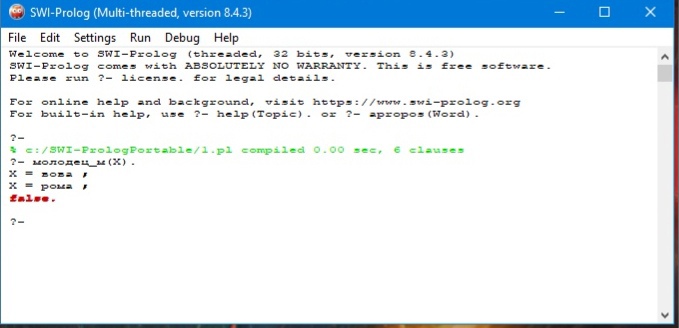 SWI-Prolog (Multi-threaded, version 8.4.3)
File Edit Settings Run Debug Help
Welcome to SWI-Prolog (threaded, 32 bits, version 8.4.3)
SWI-Prolog comes with ABSOLUTELY NO WARRANTY. This is free software.
Please run ?- license. for legal details.
For online help and background, visit https://www.swi-prolog.org
For built-in help, use ?- help(Topic). or ?- apropos(Word).
?-
% c:/SWI-PrologPortable/1.pl compiled 0.00 sec, 6 clauses
?- молодец_м(X).
X = вова ;
X = рома ;
false.
?-